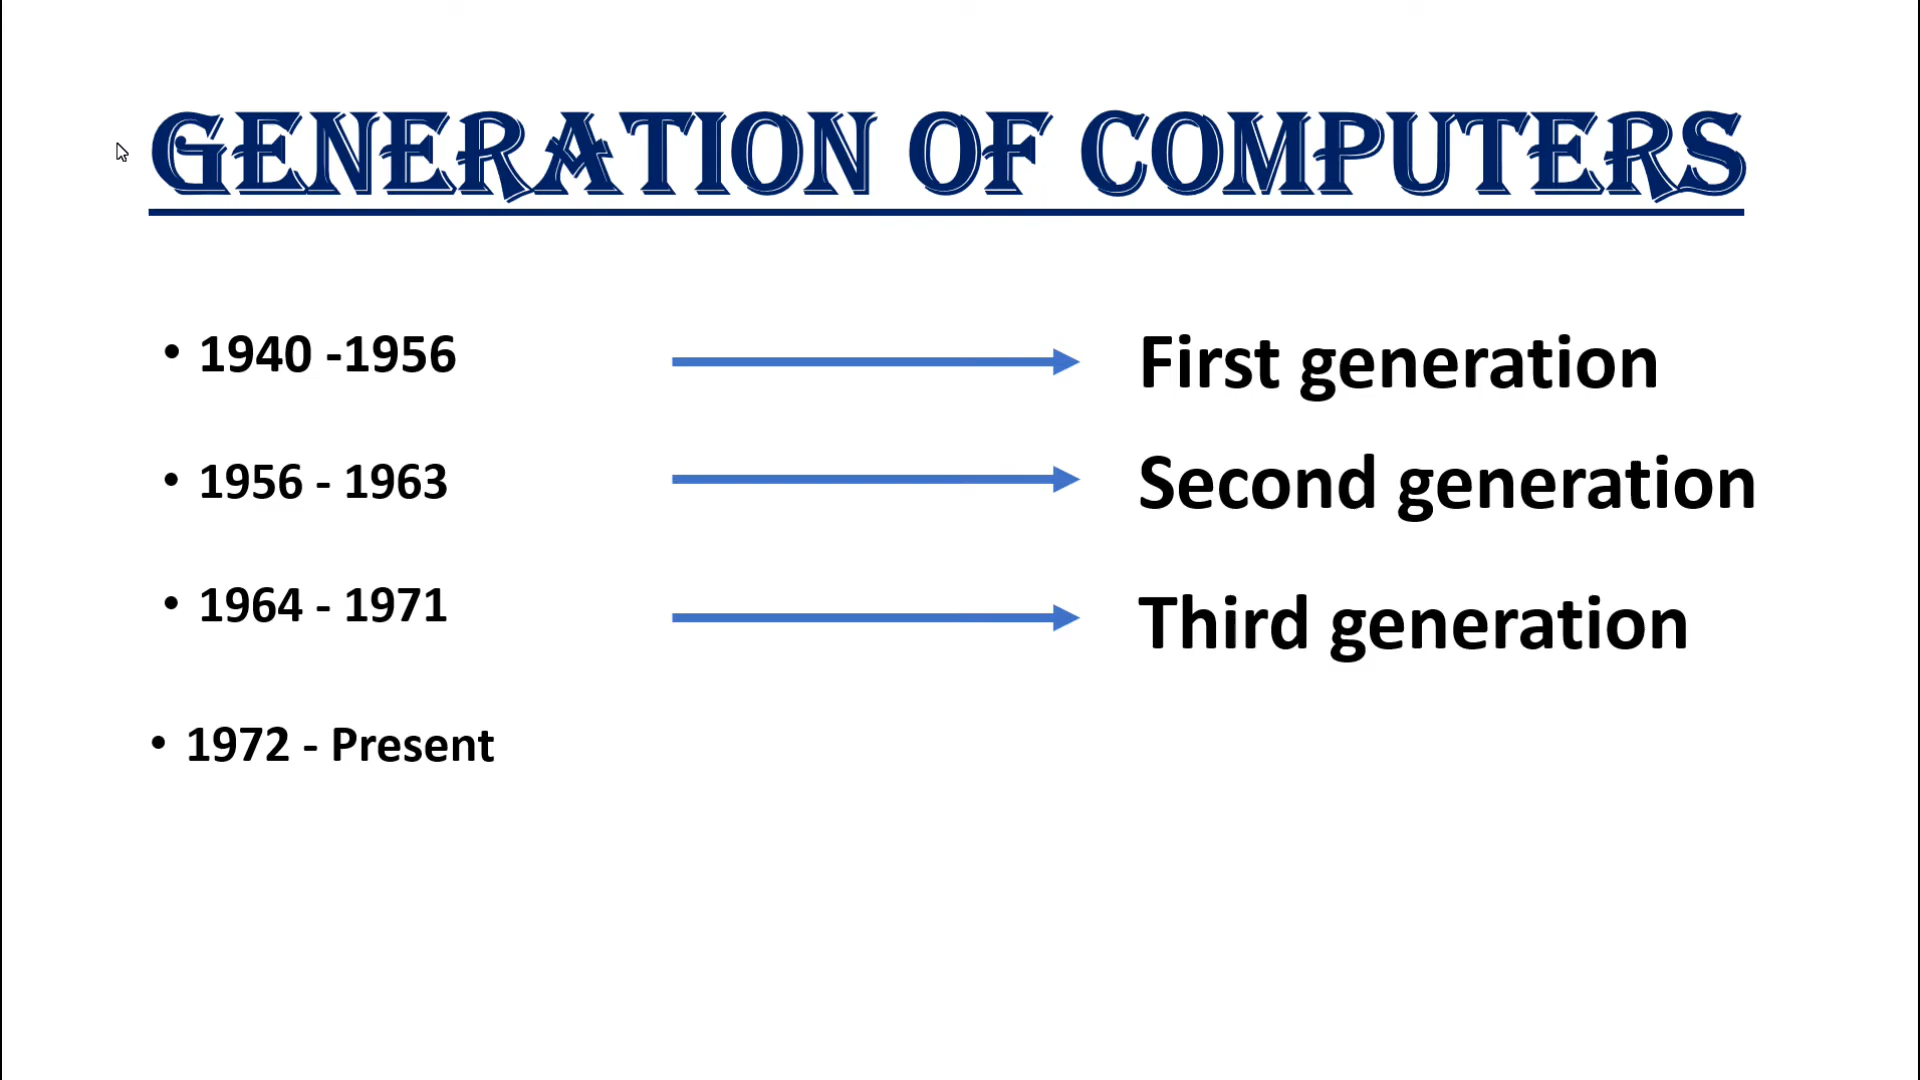 GENERATION OF COMPUTERS
• 1940 -1956
First generation
• 1956 - 1963
Second generation
• 1964 - 1971
Third generation
• 1972 - Present